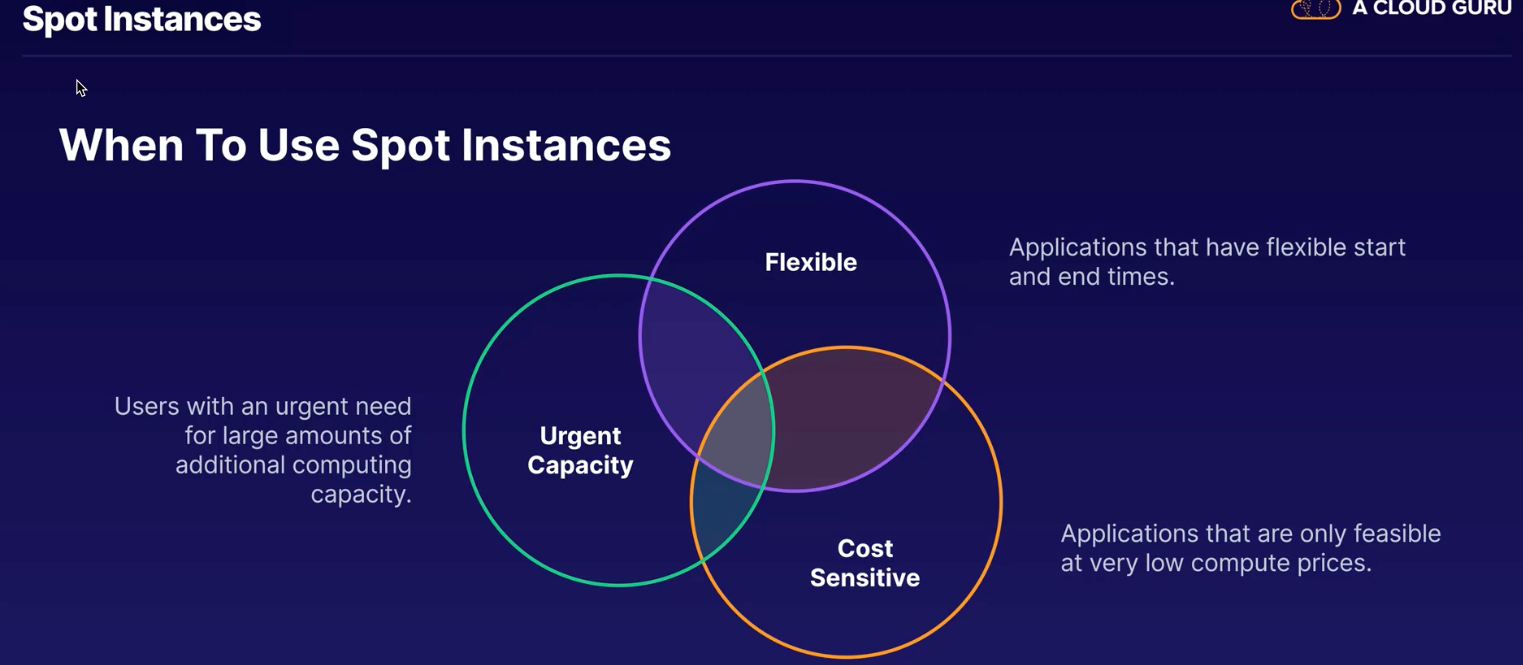 Spot Instances
A CLOUD GURU
When To Use Spot Instances
Flexible
Applications that have flexible start
and end times.
Users with an urgent need
for large amounts of
additional computing
capacity.
Urgent
Capacity
Cost
Sensitive
Applications that are only feasible
at very low compute prices.